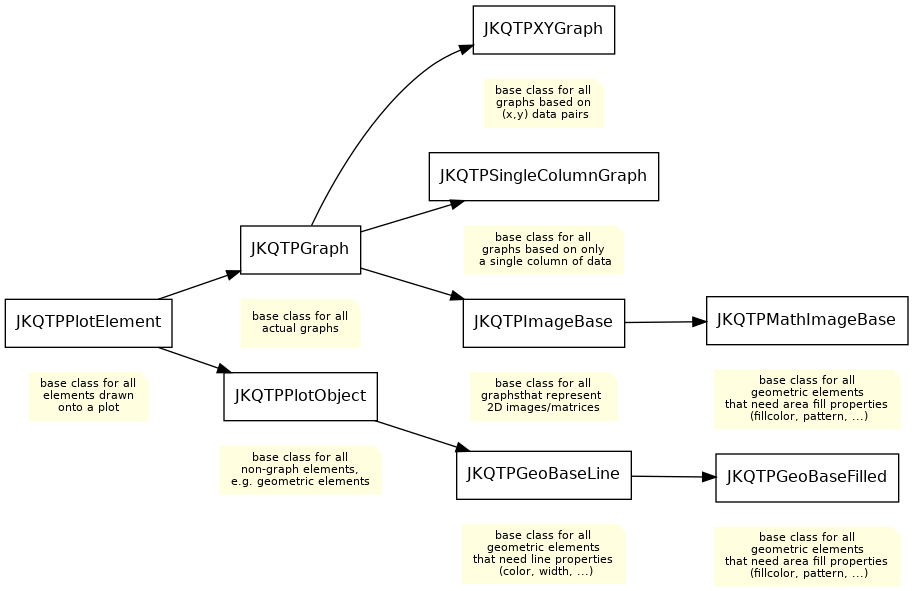 JKQTPXYGraph
base class for all
graphs based on
(x,y) data pairs
JKQTPSingleColumnGraph
base class for all
graphs based on only
a single column of data
JKQTPGraph
base class for all
actual graphs
JKQTPPlotElement
base class for all
elements drawn
onto a plot
JKQTPImageBase
base class for all
graphsthat represent
2D images/matrices
JKQTPMathImageBase
base class for all
geometric elements
that need area fill properties
(fillcolor, pattern, ...)
JKQTPPlotObject
base class for all
non-graph elements,
e.g. geometric elements
JKQTPGeoBaseLine
base class for all
geometric elements
that need line properties
(color, width, ...)
JKQTPGeoBaseFilled
base class for all
geometric elements
that need area fill properties
(fillcolor, pattern, ...)